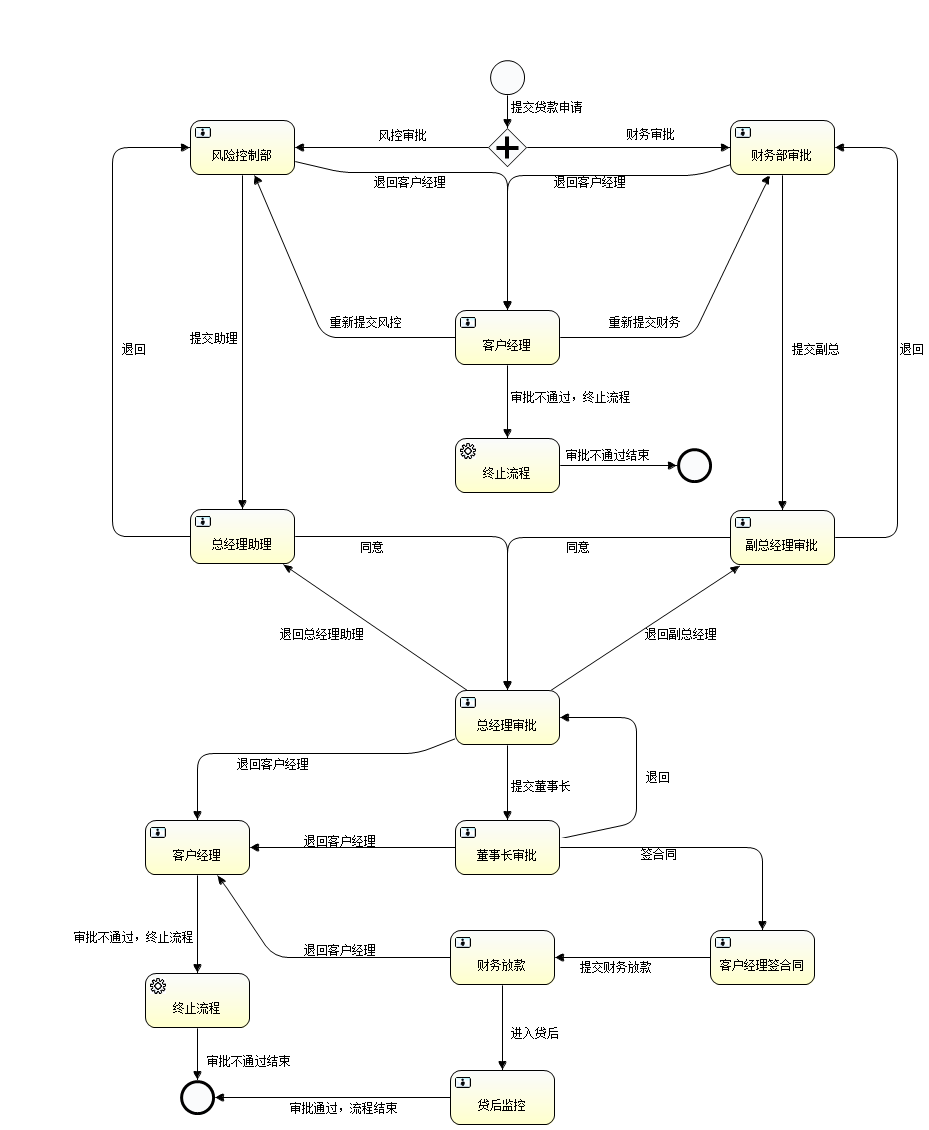 提交贷款申请
风控审批
财务审批
风险控制部
财务部审批
退回客户经理
退回客户经理
重新提交风控
重新提交财务
提交助理
客户经理
退回
提交副总
退回
审批不通过，终止流程
审批不通过结束
终止流程
总经理助理
同意
同意
副总经理审批
退回总经理助理
退回副总经理
总经理审批
退回客户经理
提交董事长
退回
客户经理
退回客户经理
董事长审批
签合同
审批不通过，终止流程
退回客户经理
财务放款
提交财务放款
客户经理签合同
终止流程
进入贷后
审批不通过结束
贷后监控
审批通过，流程结束